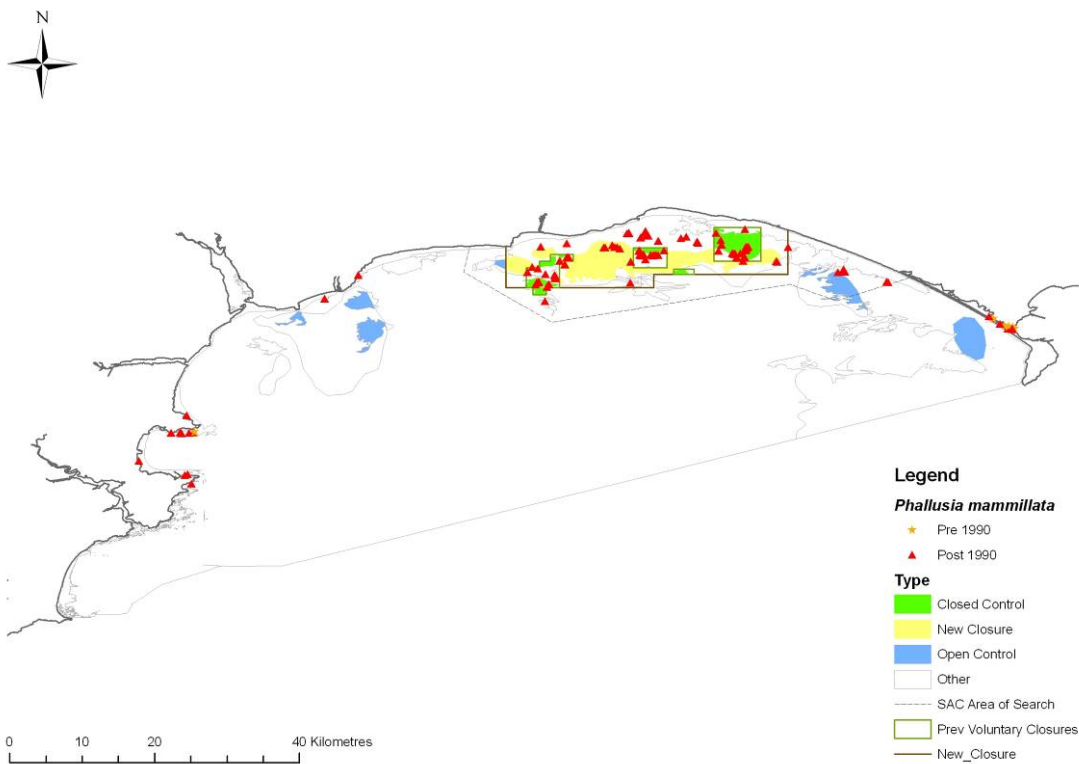 N
Legend
Phallusia mammillata
Pre 1990
Post 1990
Type
Closed Control
New Closure
Open Control
Other
SAC Area of Search
Prev Voluntary Closures
New_Closure
0 10 20 40 Kilometres